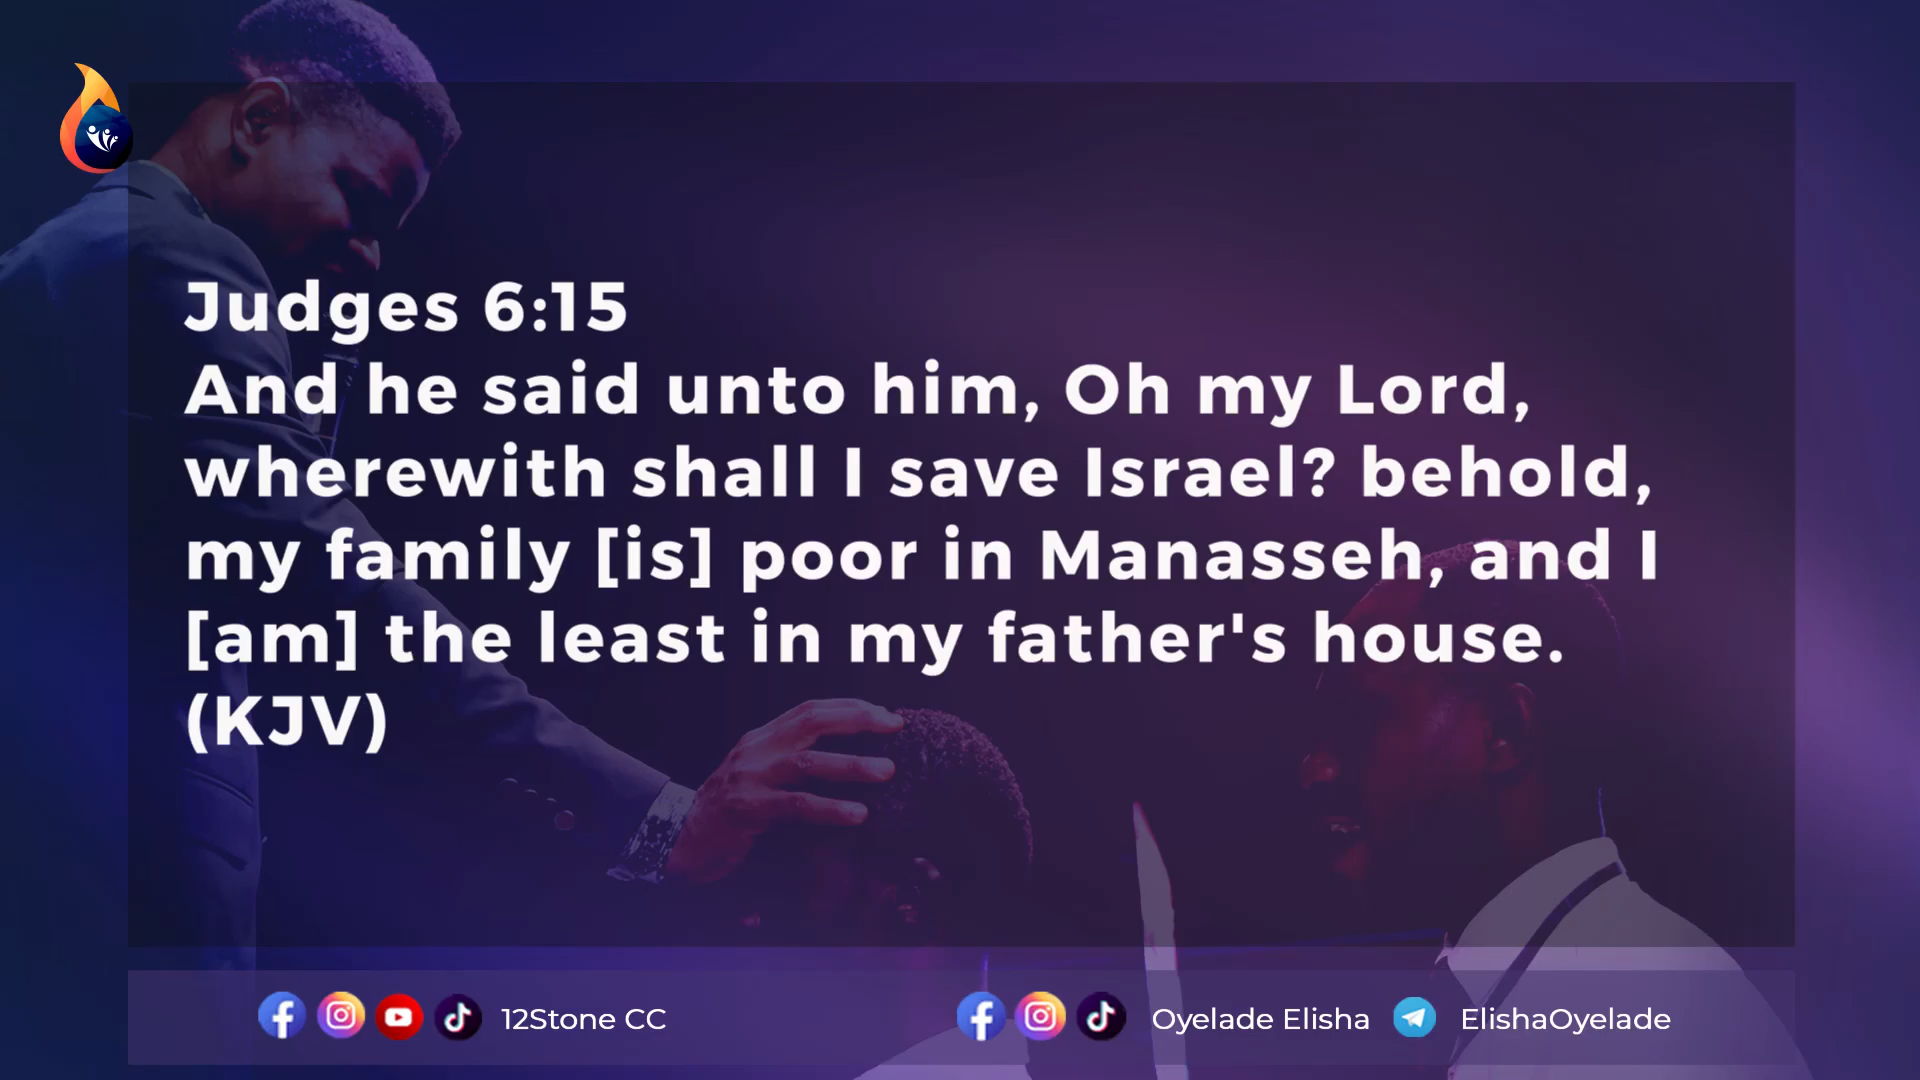 Judges 6:15
And he said unto him, Oh my Lord,
wherewith shall I save Israel? behold,
my family [is] poor in Manasseh, and I
[am] the least in my father's house.
(KJV)
12Stone CC
Oyelade Elisha
ElishaOyelade